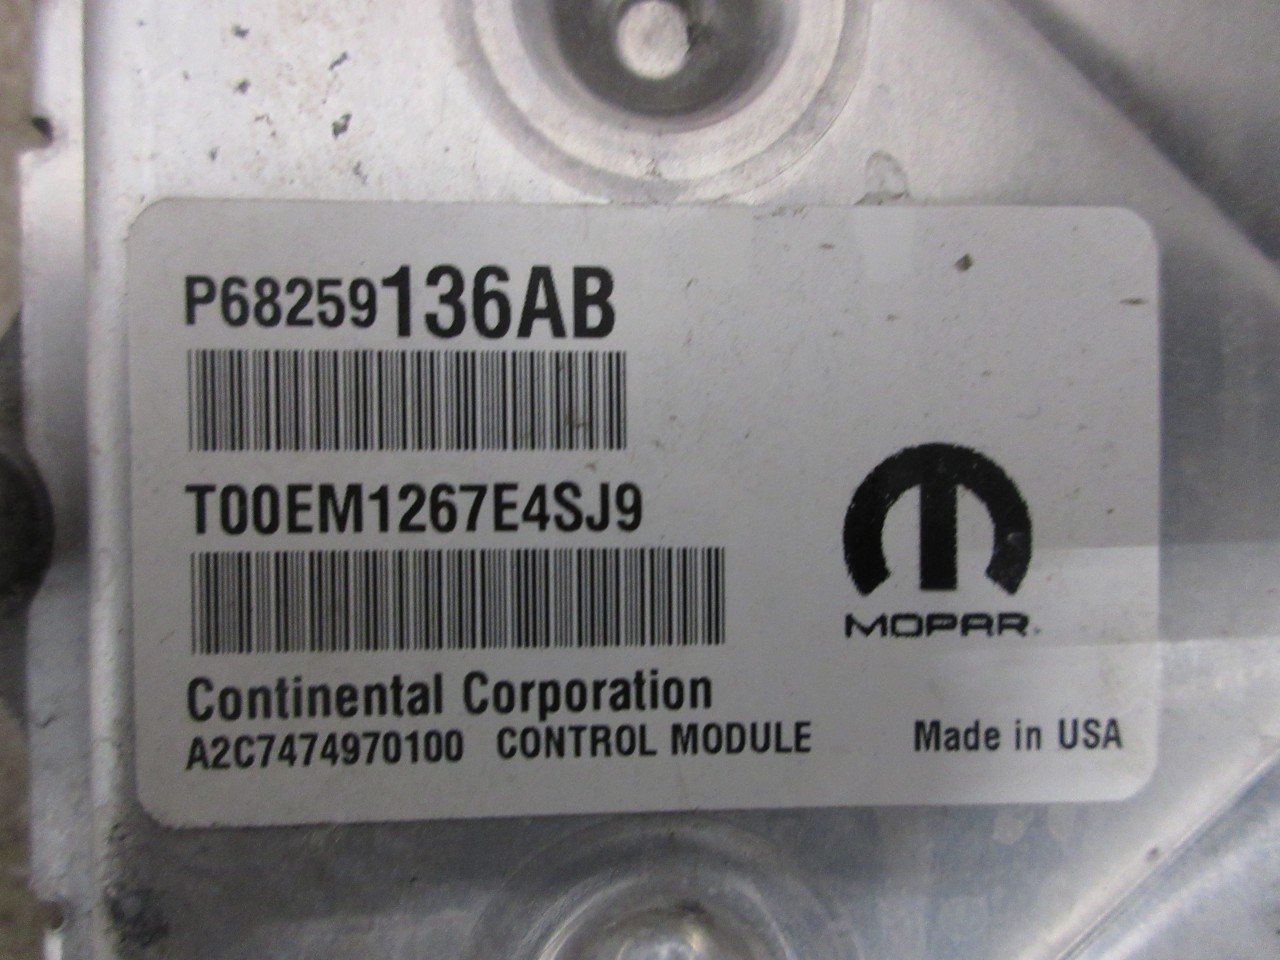 P68259136AB
T00EM1267E4SJ9
MOPAR.
Continental Corporation
A2C7474970100 CONTROL MODULE
Made in USA